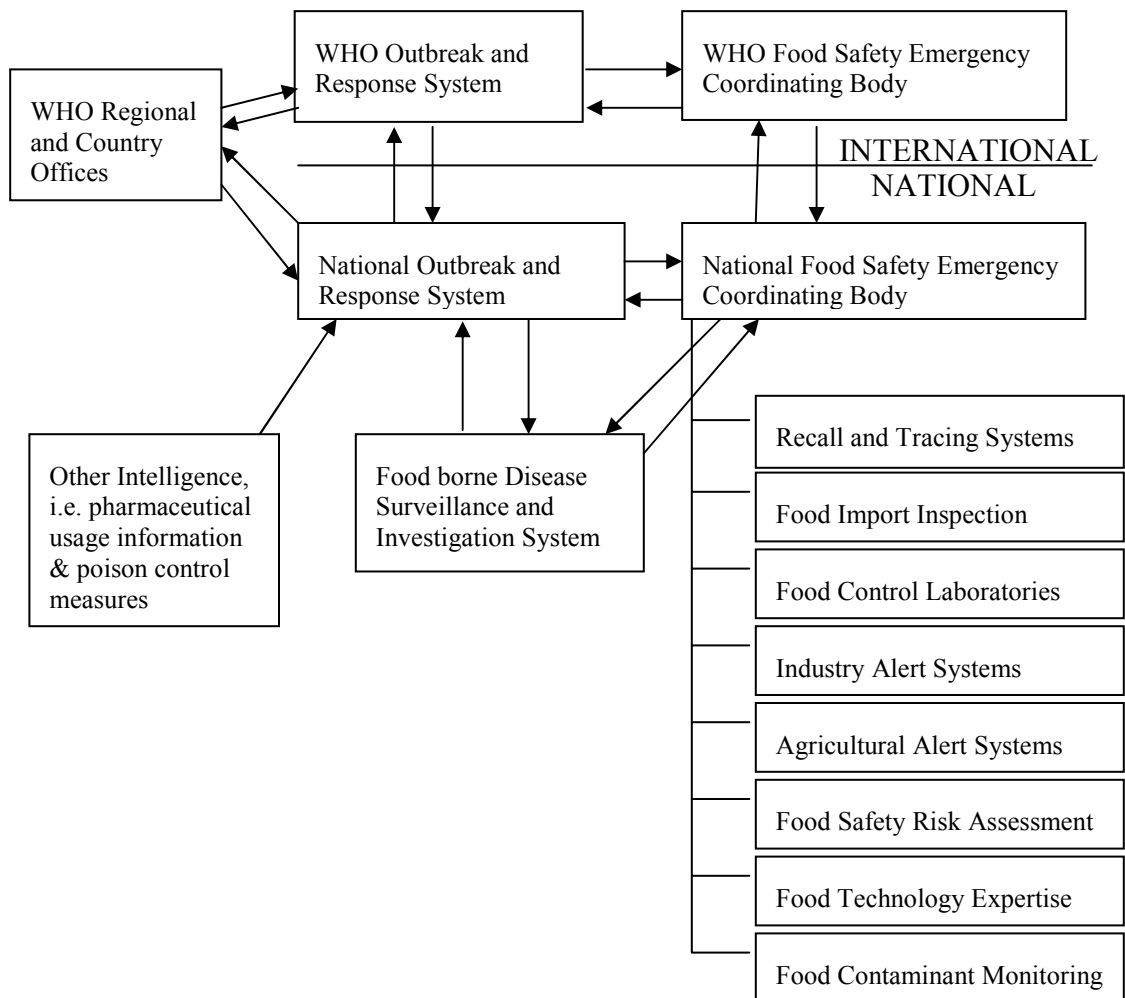 WHO Outbreak and
Response System
WHO Food Safety Emergency
Coordinating Body
WHO Regional
and Country
Offices
INTERNATIONAL
NATIONAL
National Outbreak and
Response System
National Food Safety Emergency
Coordinating Body
Other Intelligence,
i.e. pharmaceutical
usage information
& poison control
measures
Food borne Disease
Surveillance and
Investigation System
Recall and Tracing Systems
Food Import Inspection
Food Control Laboratories
Industry Alert Systems
Agricultural Alert Systems
Food Safety Risk Assessment
Food Technology Expertise
Food Contaminant Monitoring